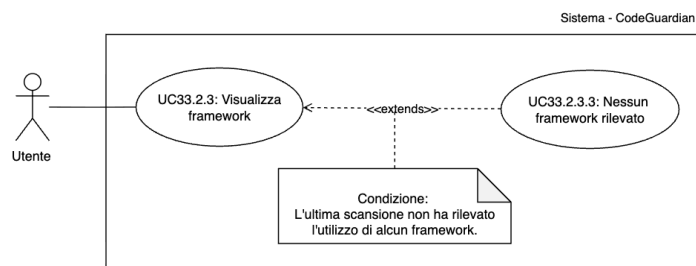 Sistema - CodeGuardian
UC33.2.3: Visualizza
framework
<<extends>>
UC33.2.3.3: Nessun
framework rilevato
Utente
Condizione:
L'ultima scansione non ha rilevato
l'utilizzo di alcun framework.